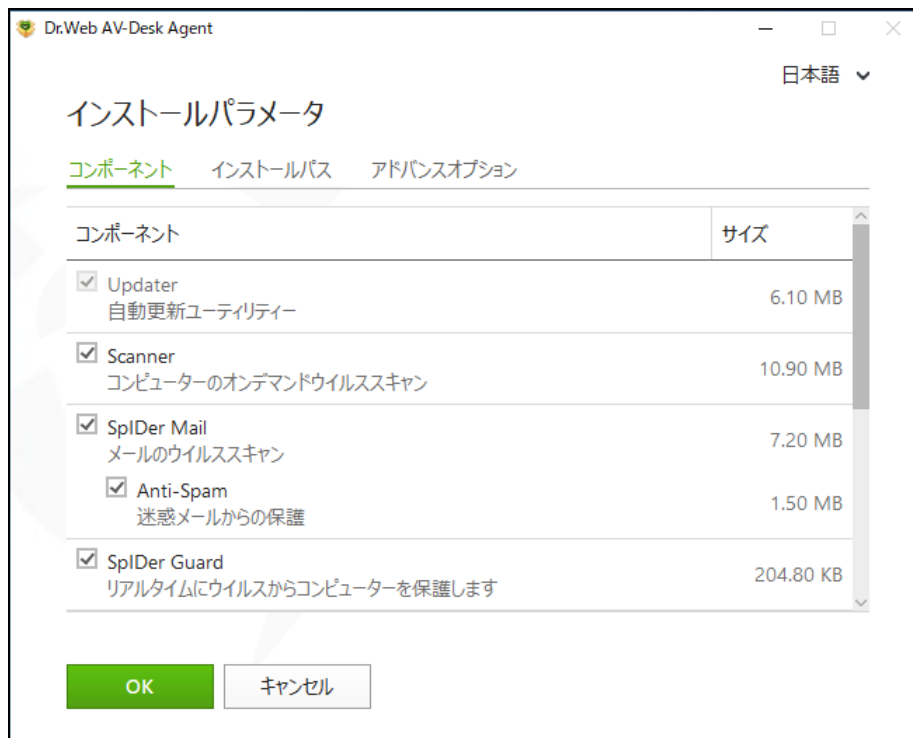 Dr.Web AV-Desk Agent
日本語
インストールパラメータ
コンポーネント インストールパス アドバンスオプション
コンポーネント サイズ
Updater
自動更新ユーティリティー 6.10 MB
Scanner
コンピューターのオンデマンドウイルススキャン 10.90 MB
SpIDer Mail
メールのウイルススキャン 7.20 MB
Anti-Spam
迷惑メールからの保護 1.50 MB
SpIDer Guard
リアルタイムにウイルスからコンピューターを保護します 204.80 KB
OK キャンセル